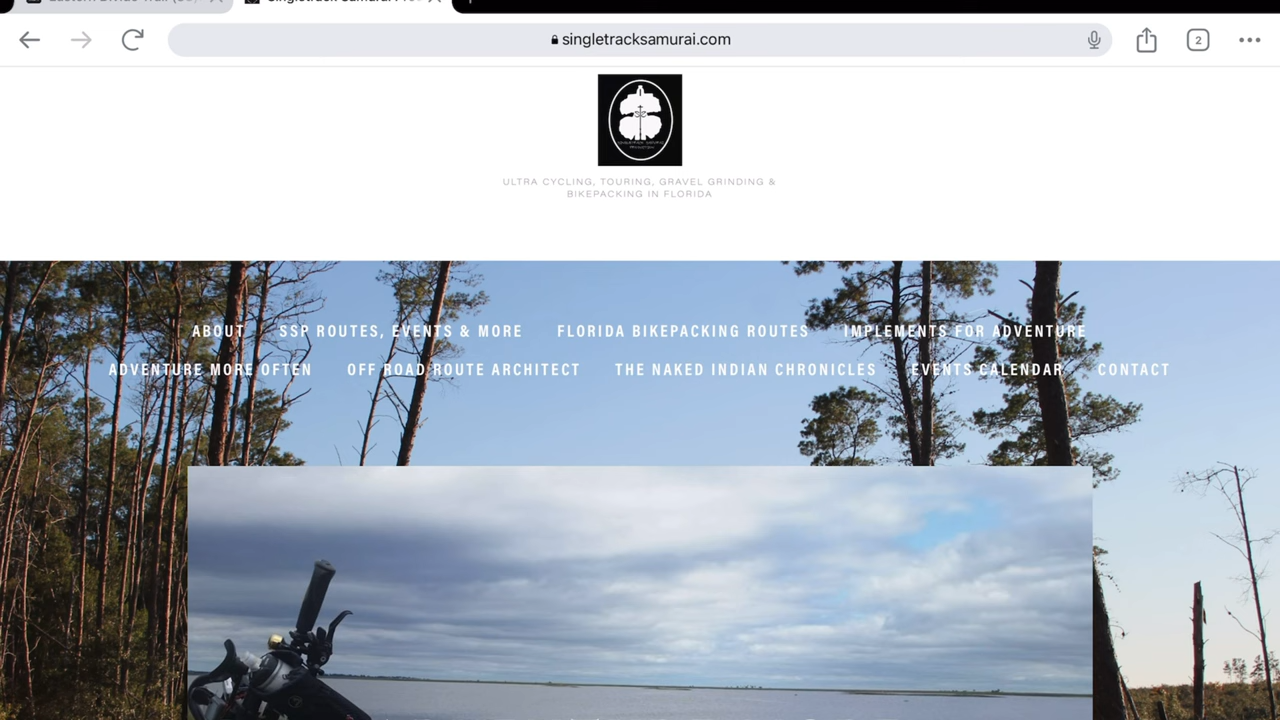 singletracksamurai.com
2
ULTRA CYCLING, TOURING, GRAVEL GRINDING &
BIKEPACKING IN FLORIDA
ABOUT SSP ROUTES, EVENTS & MORE FLORIDA BIKEPACKING ROUTES IMPLEMENTS FOR ADVENTURE
ADVENTURE MORE OFTEN OFF ROAD ROUTE ARCHITECT THE NAKED INDIAN CHRONICLES EVENTS CALENDAR CONTACT